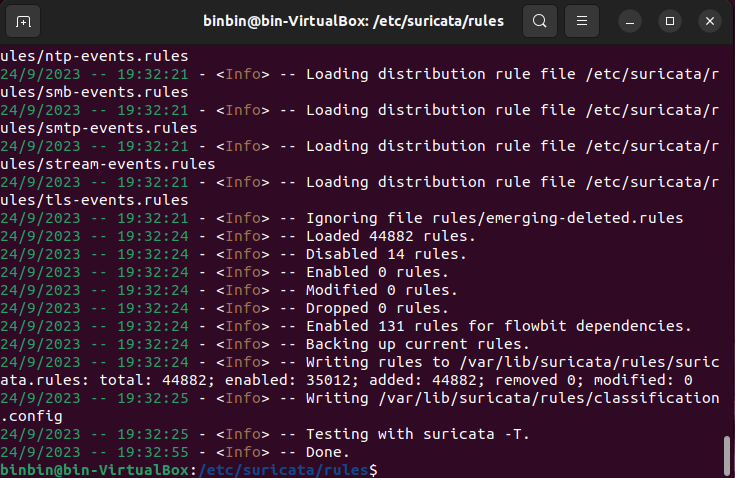 binbin@bin-VirtualBox: /etc/suricata/rules
ules/ntp-events.rules
24/9/2023 -- 19:32:21 - <Info> -- Loading distribution rule file /etc/suricata/r
ules/smb-events.rules
24/9/2023 -- 19:32:21 - <Info> -- Loading distribution rule file /etc/suricata/r
ules/smtp-events.rules
24/9/2023 -- 19:32:21 - <Info> -- Loading distribution rule file /etc/suricata/r
ules/stream-events.rules
24/9/2023 -- 19:32:21 - <Info> -- Loading distribution rule file /etc/suricata/r
ules/tls-events.rules
24/9/2023 -- 19:32:21 - <Info> -- Ignoring file rules/emerging-deleted.rules
24/9/2023 -- 19:32:24 - <Info> -- Loaded 44882 rules.
24/9/2023 -- 19:32:24 - <Info> -- Disabled 14 rules.
24/9/2023 -- 19:32:24 - <Info> -- Enabled 0 rules.
24/9/2023 -- 19:32:24 - <Info> -- Modified 0 rules.
24/9/2023 -- 19:32:24 - <Info> -- Dropped 0 rules.
24/9/2023 -- 19:32:24 - <Info> -- Enabled 131 rules for flowbit dependencies.
24/9/2023 -- 19:32:24 - <Info> -- Backing up current rules.
24/9/2023 -- 19:32:24 - <Info> -- Writing rules to /var/lib/suricata/rules/suric
ata.rules: total: 44882; enabled: 35012; added: 44882; removed 0; modified: 0
24/9/2023 -- 19:32:25 - <Info> -- Writing /var/lib/suricata/rules/classification
.config
24/9/2023 -- 19:32:25 - <Info> -- Testing with suricata -T.
24/9/2023 -- 19:32:55 - <Info> -- Done.
binbin@bin-VirtualBox:/etc/suricata/rules$